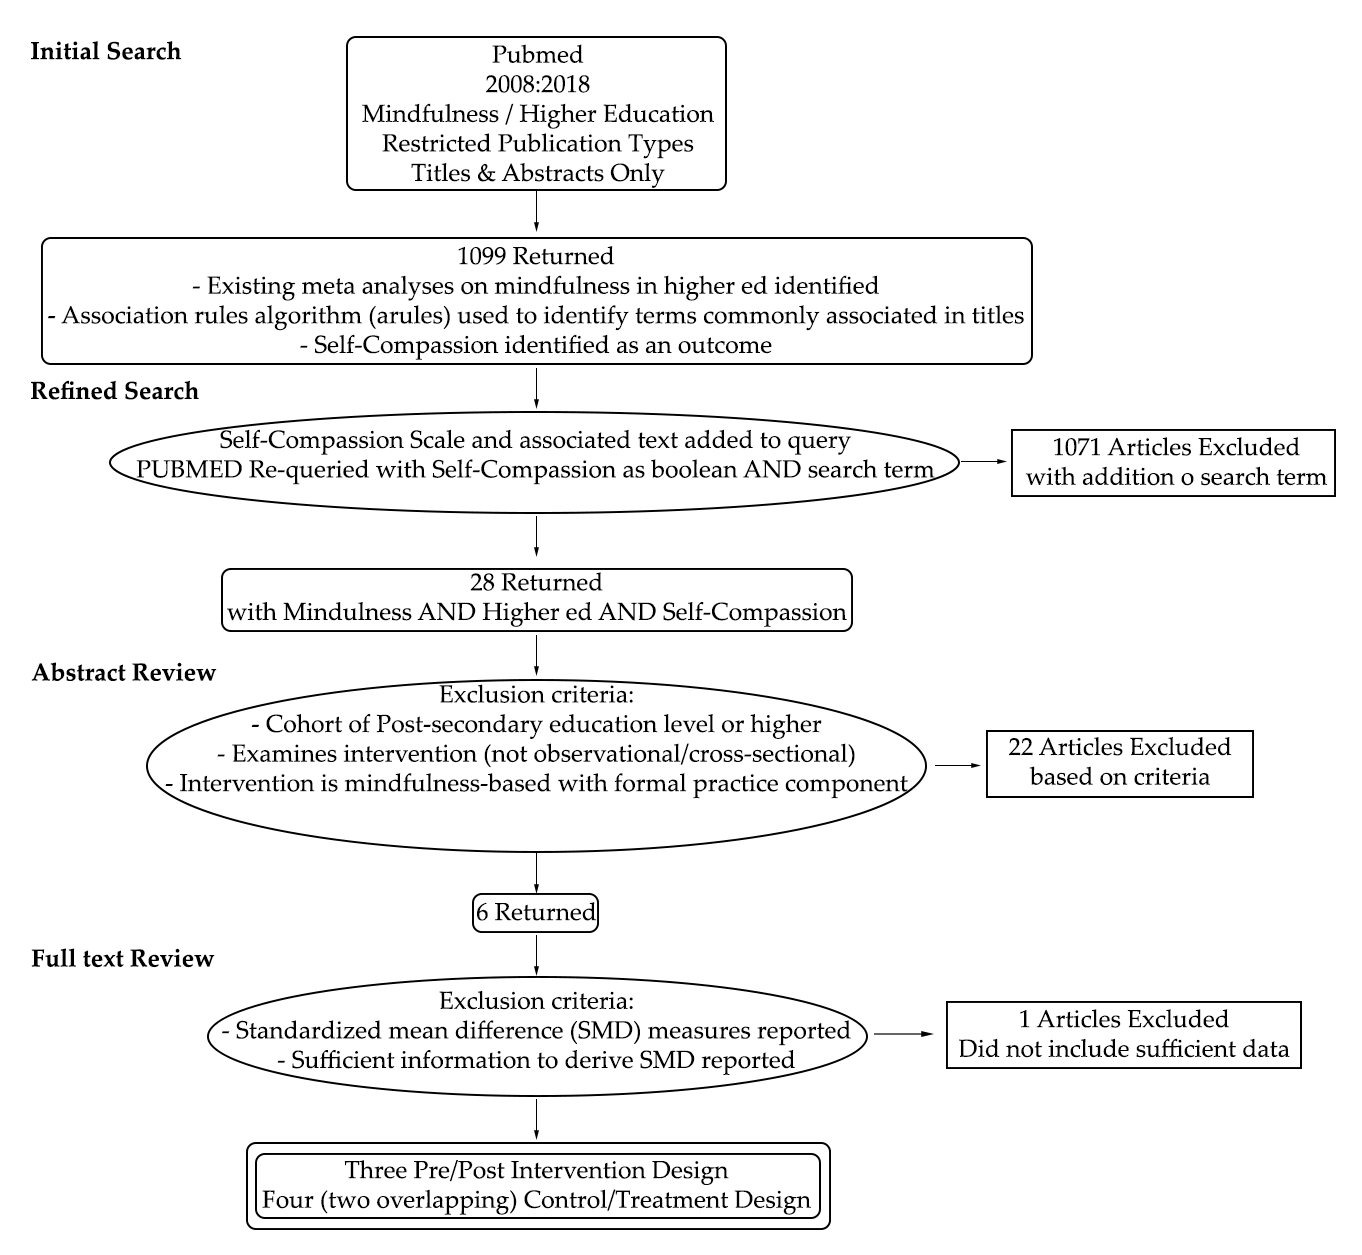 Initial Search
Pubmed
2008:2018
Mindfulness / Higher Education
Restricted Publication Types
Titles & Abstracts Only
1099 Returned
- Existing meta analyses on mindfulness in higher ed identified
- Association rules algorithm (arules) used to identify terms commonly associated in titles
- Self-Compassion identified as an outcome
Refined Search
Self-Compassion Scale and associated text added to query
PUBMED Re-queried with Self-Compassion as boolean AND search term
1071 Articles Excluded
with addition o search term
28 Returned
with Mindulness AND Higher ed AND Self-Compassion
Abstract Review
Exclusion criteria:
- Cohort of Post-secondary education level or higher
- Examines intervention (not observational/cross-sectional)
- Intervention is mindfulness-based with formal practice component
22 Articles Excluded
based on criteria
6 Returned
Full text Review
Exclusion criteria:
- Standardized mean difference (SMD) measures reported
- Sufficient information to derive SMD reported
1 Articles Excluded
Did not include sufficient data
Three Pre/Post Intervention Design
Four (two overlapping) Control/Treatment Design